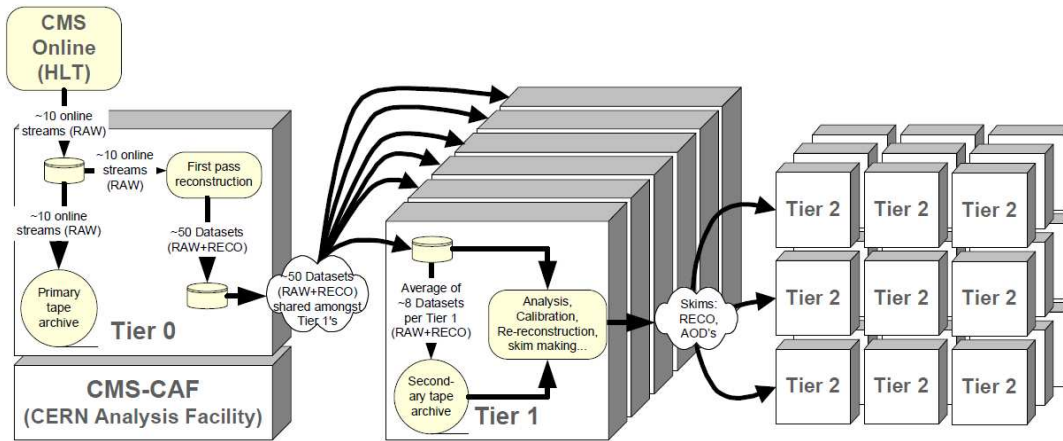 CMS
Online
(HLT)
~10 online
streams (RAW)
~10 online
streams
(RAW)
First pass
reconstruction
~10 online
streams (RAW)
~50 Datasets
(RAW+RECO)
Primary
tape
archive
Tier 0
CMS-CAF
(CERN Analysis Facility)
~50 Datasets
(RAW+RECO)
shared amongst
Tier 1's
Average of
~8 Datasets
per Tier 1
(RAW+RECO)
Analysis,
Calibration,
Re-reconstruction,
skim making...
Second-
ary tape
archive
Tier 1
Skims:
RECO,
AOD's
Tier 2
Tier 2
Tier 2
Tier 2
Tier 2
Tier 2
Tier 2
Tier 2
Tier 2